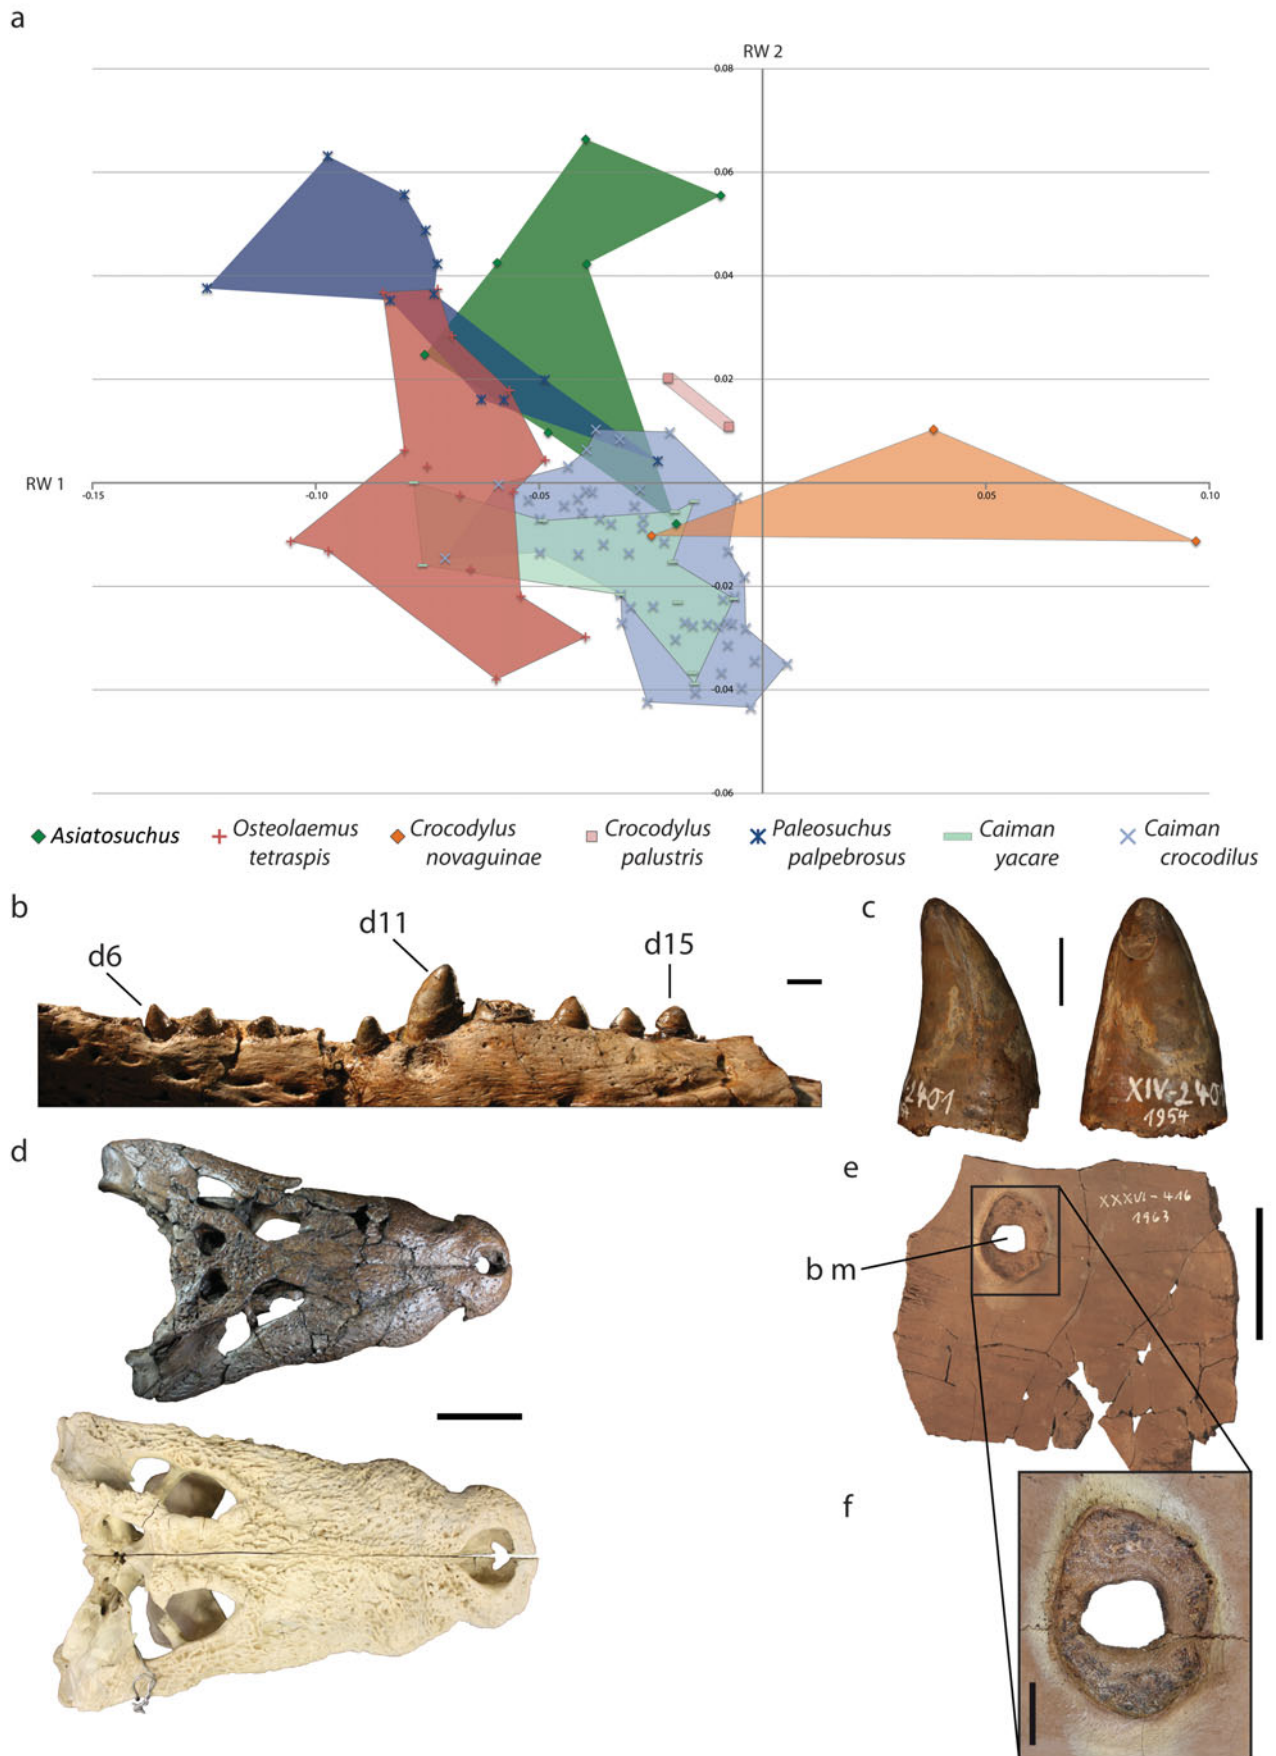 a
RW 2
0.08
0.06
0.04
0.02
RW 1
-0.15
-0.10
-0.05
0.05
0.10
-0.02
-0.04
-0.06
Asiatosuchus
Osteolaemus
tetraspis
Crocodylus
novaguinae
Crocodylus
palustris
Paleosuchus
palpebrosus
Caiman
yacare
Caiman
crocodilus
b
d6
d11
d15
c
2401
XIV-240
1954
d
e
XXXVI-416
1963
b m
f